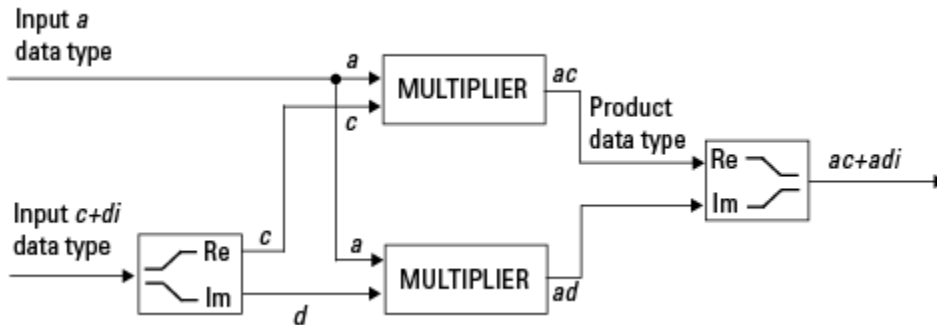 Input a
data type
a
MULTIPLIER
ac
c
Product
data type
Re
Im
ac+adi
Input c+di
data type
Re
Im
c
d
a
MULTIPLIER
ad